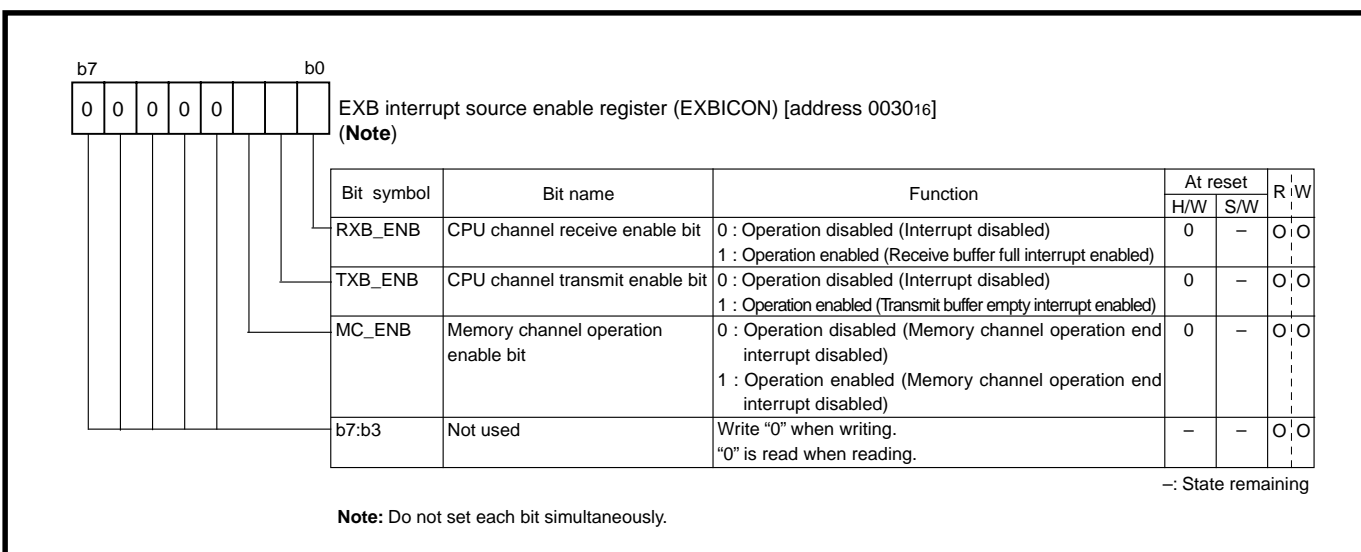 b7 b0
0 0 0 0 0
EXB interrupt source enable register (EXBICON) [address 003016]
(Note)
Bit symbol Bit name Function At reset R W
H/W S/W
RXB_ENB CPU channel receive enable bit 0 : Operation disabled (Interrupt disabled) 0 – O O
1 : Operation enabled (Receive buffer full interrupt enabled)
TXB_ENB CPU channel transmit enable bit 0 : Operation disabled (Interrupt disabled) 0 – O O
1 : Operation enabled (Transmit buffer empty interrupt enabled)
MC_ENB Memory channel operation 0 : Operation disabled (Memory channel operation end 0 – O O
enable bit interrupt disabled)
1 : Operation enabled (Memory channel operation end
interrupt disabled)
b7:b3 Not used Write “0” when writing. – – O O
“0” is read when reading.
–: State remaining
Note: Do not set each bit simultaneously.